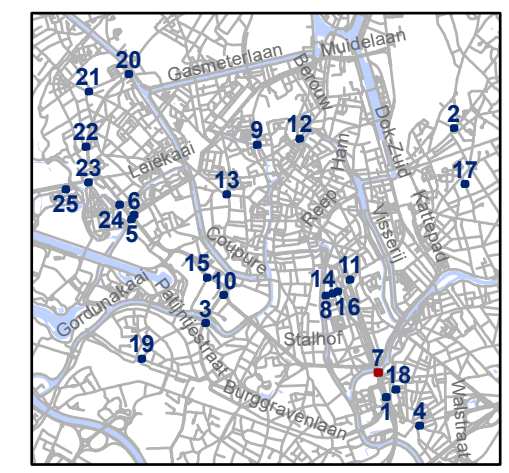 Muidelaan
Gasmeterlaan
Berouw
20
21
2
Dok-Zuid
12
9
Ham
22
Leiekaai
23
17
13
25
6
24
5
Reep
Visserij
Kattepad
Coupure
15
10
14
11
8
16
Gordunakaai
Patijntjestraat
3
Stalhof
19
7
18
1
4
Burggravenlaan
Walstraat